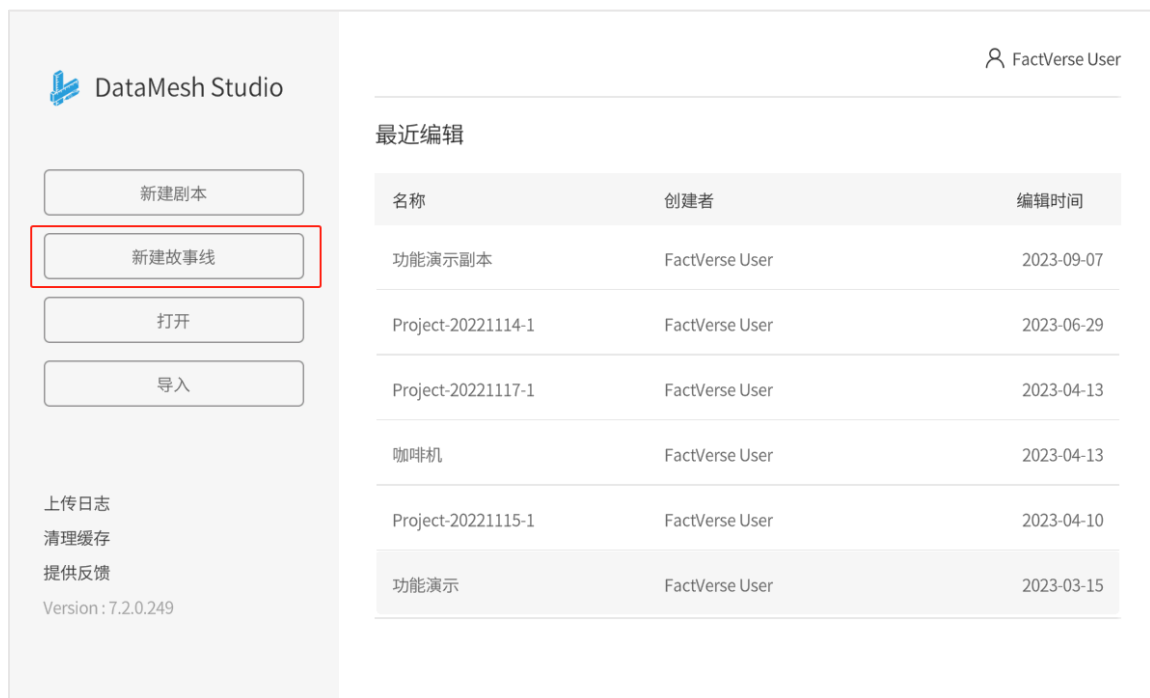 DataMesh Studio
新建剧本
新建故事线
打开
导入
上传日志
清理缓存
提供反馈
Version : 7.2.0.249
FactVerse User
最近编辑
名称 创建者 编辑时间
功能演示副本 FactVerse User 2023-09-07
Project-20221114-1 FactVerse User 2023-06-29
Project-20221117-1 FactVerse User 2023-04-13
咖啡机 FactVerse User 2023-04-13
Project-20221115-1 FactVerse User 2023-04-10
功能演示 FactVerse User 2023-03-15